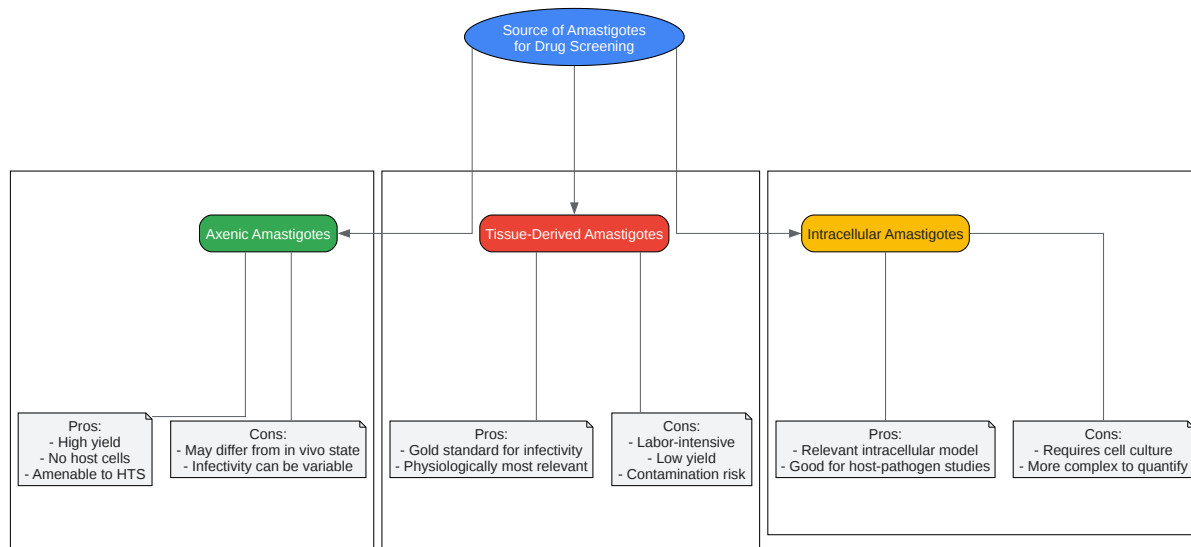 Source of Amastigotes
for Drug Screening
Axenic Amastigotes
Tissue-Derived Amastigotes
Intracellular Amastigotes
Pros:
- High yield
- No host cells
- Amenable to HTS
Cons:
- May differ from in vivo state
- Infectivity can be variable
Pros:
- Gold standard for infectivity
- Physiologically most relevant
Cons:
- Labor-intensive
- Low yield
- Contamination risk
Pros:
- Relevant intracellular model
- Good for host-pathogen studies
Cons:
- Requires cell culture
- More complex to quantify